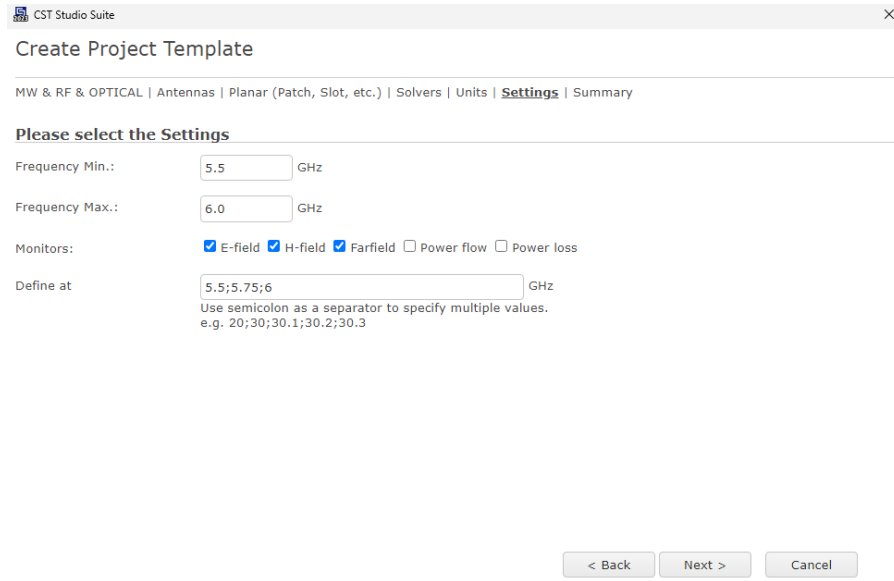 2023 CST Studio Suite
Create Project Template
MW & RF & OPTICAL | Antennas | Planar (Patch, Slot, etc.) | Solvers | Units | Settings | Summary
Please select the Settings
Frequency Min.: 5.5 GHz
Frequency Max.: 6.0 GHz
Monitors: E-field H-field Farfield Power flow Power loss
Define at 5.5;5.75;6 GHz
Use semicolon as a separator to specify multiple values.
e.g. 20;30;30.1;30.2;30.3
< Back Next > Cancel